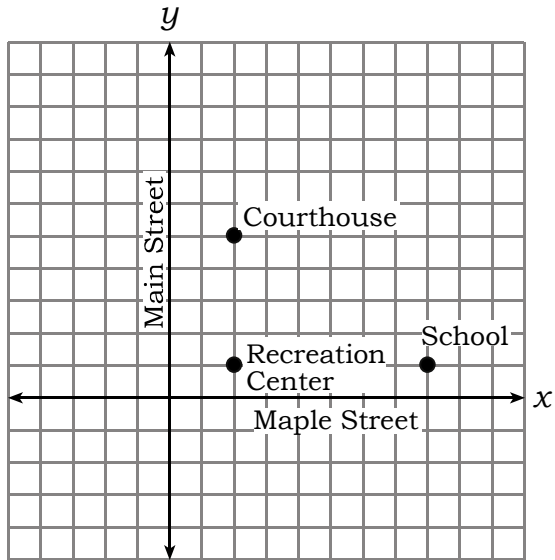 y
Main Street
Courthouse
School
Recreation
Center
x
Maple Street